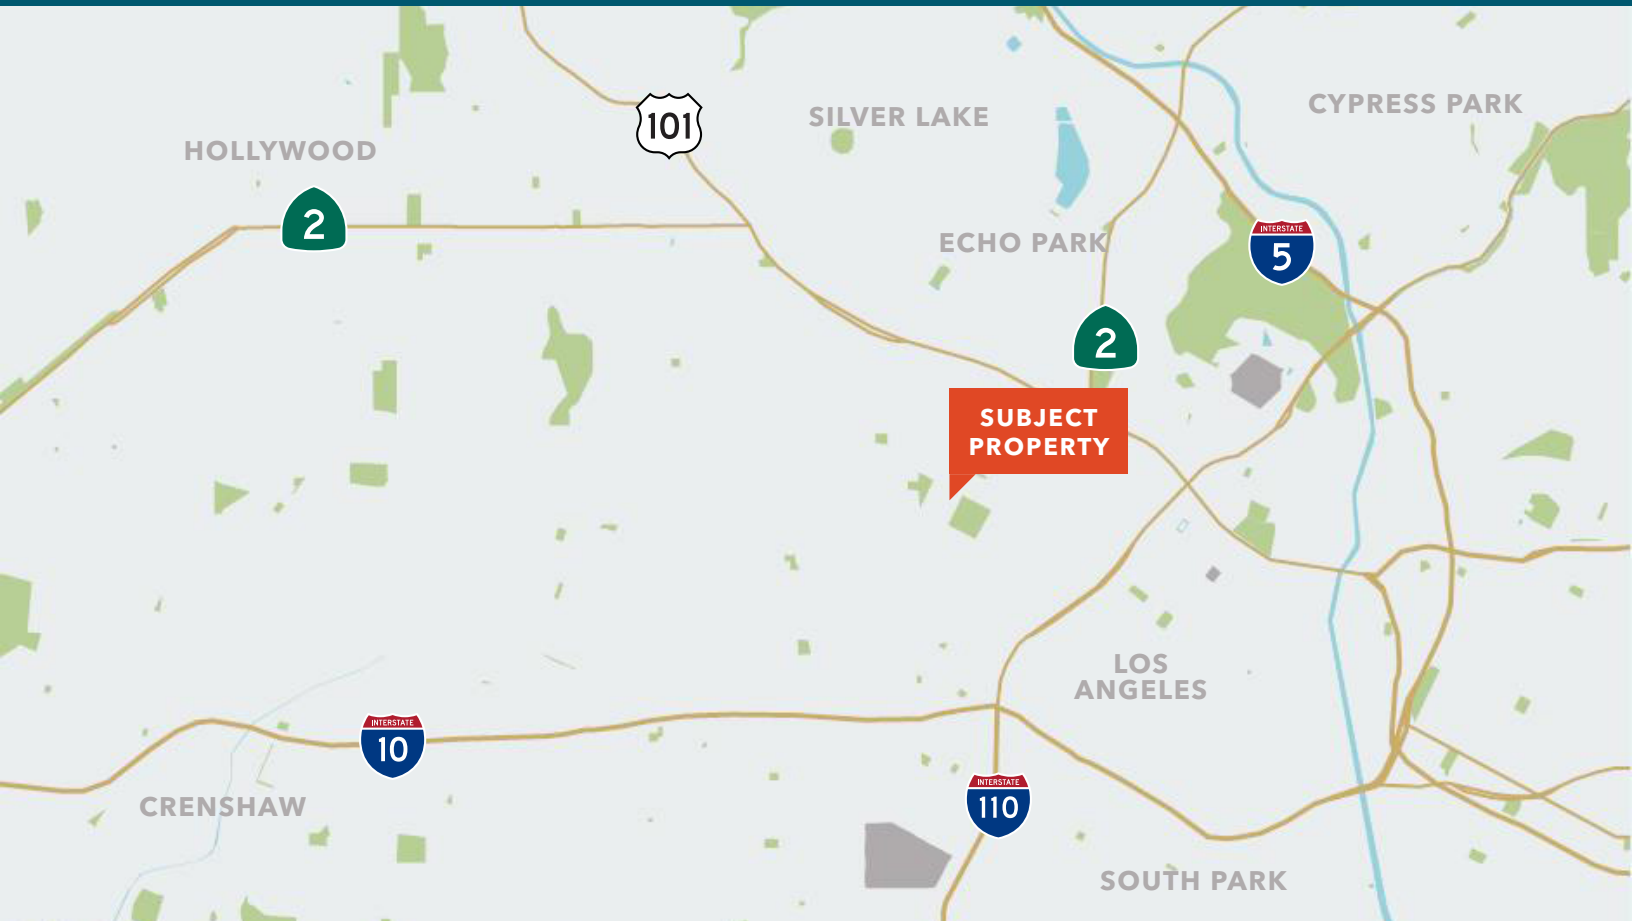 CYPRESS PARK
SILVER LAKE
101
HOLLYWOOD
2
ECHO PARK
INTERSTATE
5
2
SUBJECT
PROPERTY
LOS
ANGELES
INTERSTATE
10
INTERSTATE
110
CRENSHAW
SOUTH PARK